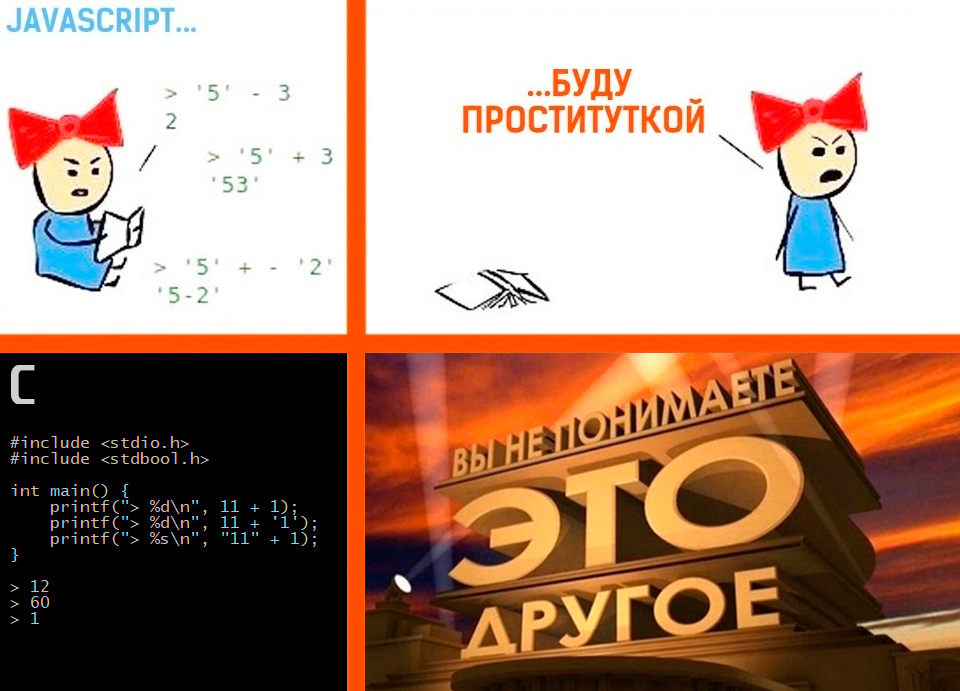 JAVASCRIPT...
> '5' - 3
2
> '5' + 3
'53'
> '5' + - '2'
'5-2'
...БУДУ
ПРОСТИТУТКОЙ
C
#include <stdio.h>
#include <stdbool.h>
int main() {
printf("> %d\n", 11 + 1);
printf("> %d\n", 11 + '1');
printf("> %s\n", "11" + 1);
}
> 12
> 60
> 1
ВЫ НЕ ПОНИМАЕТЕ
ЭТО
ДРУГОЕ